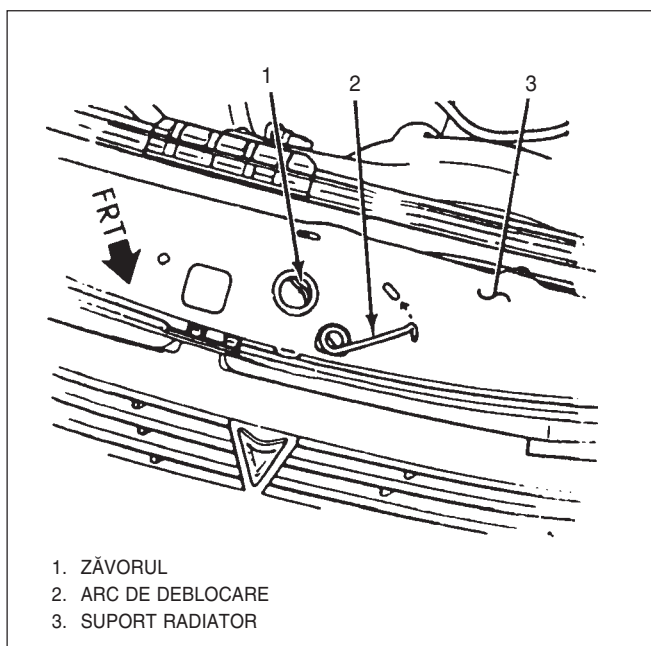 1 2 3
FRT
1. ZĂVORUL
2. ARC DE DEBLOCARE
3. SUPORT RADIATOR